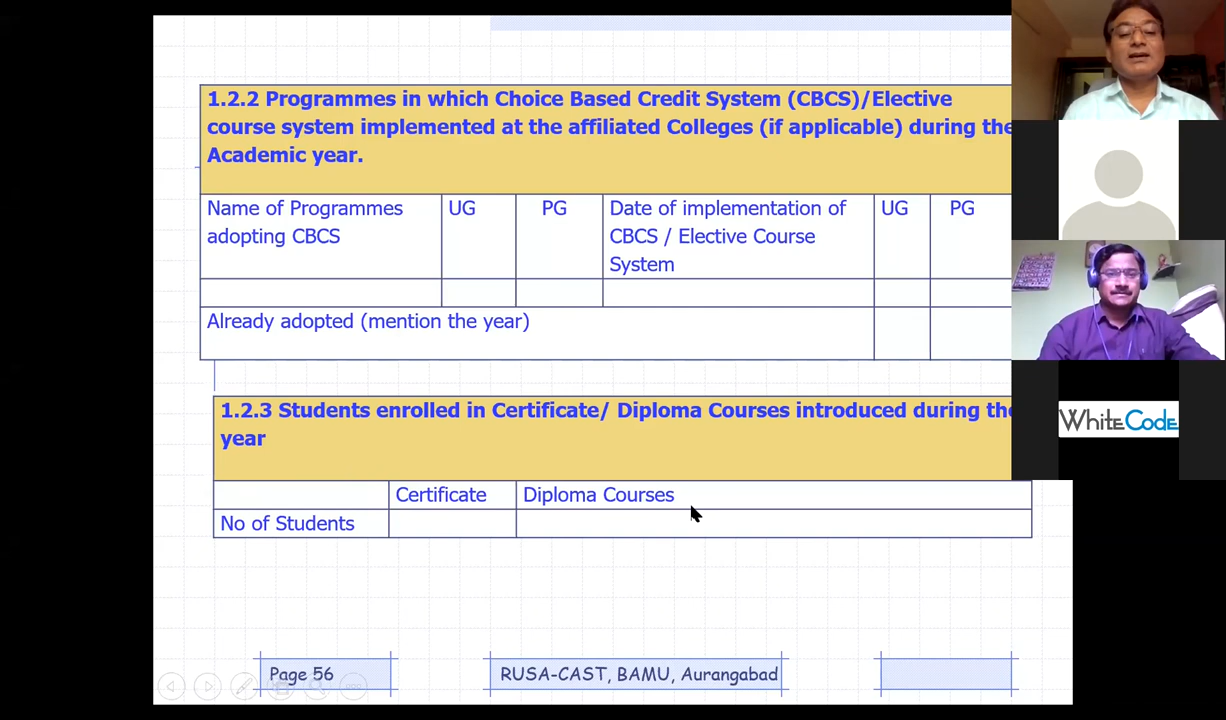 1.2.2 Programmes in which Choice Based Credit System (CBCS)/Elective
course system implemented at the affiliated Colleges (if applicable) during the
Academic year.
Name of Programmes
adopting CBCS
UG
PG
Date of implementation of
CBCS / Elective Course
System
UG
PG
Already adopted (mention the year)
1.2.3 Students enrolled in Certificate/ Diploma Courses introduced during the
year
Certificate
Diploma Courses
No of Students
Page 56
RUSA-CAST, BAMU, Aurangabad
WhiteCode